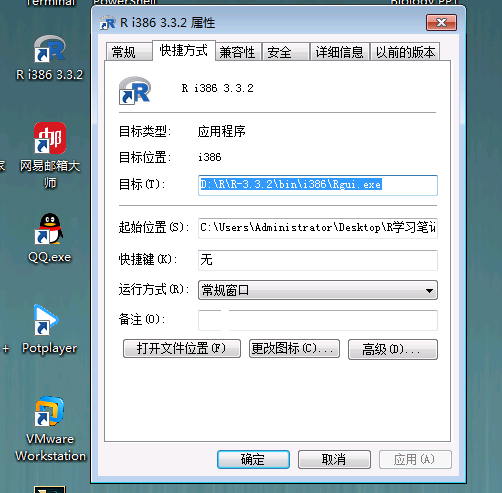 Terminal PowerShell Biology.PPT
R i386 3.3.2 属性
常规 快捷方式 兼容性 安全 详细信息 以前的版本
R i386 3.3.2
R i386 3.3.2
目标类型: 应用程序
目标位置: i386
目标(T): D:\R\R-3.3.2\bin\i386\Rgui.exe
起始位置(S): C:\Users\Administrator\Desktop\R学习笔记
快捷键(K): 无
运行方式(R): 常规窗口
备注(O):
打开文件位置(F) 更改图标(C)... 高级(D)...
确定 取消 应用(A)
邮
网易邮箱大
师
QQ.exe
+ Potplayer
VMware
Workstation